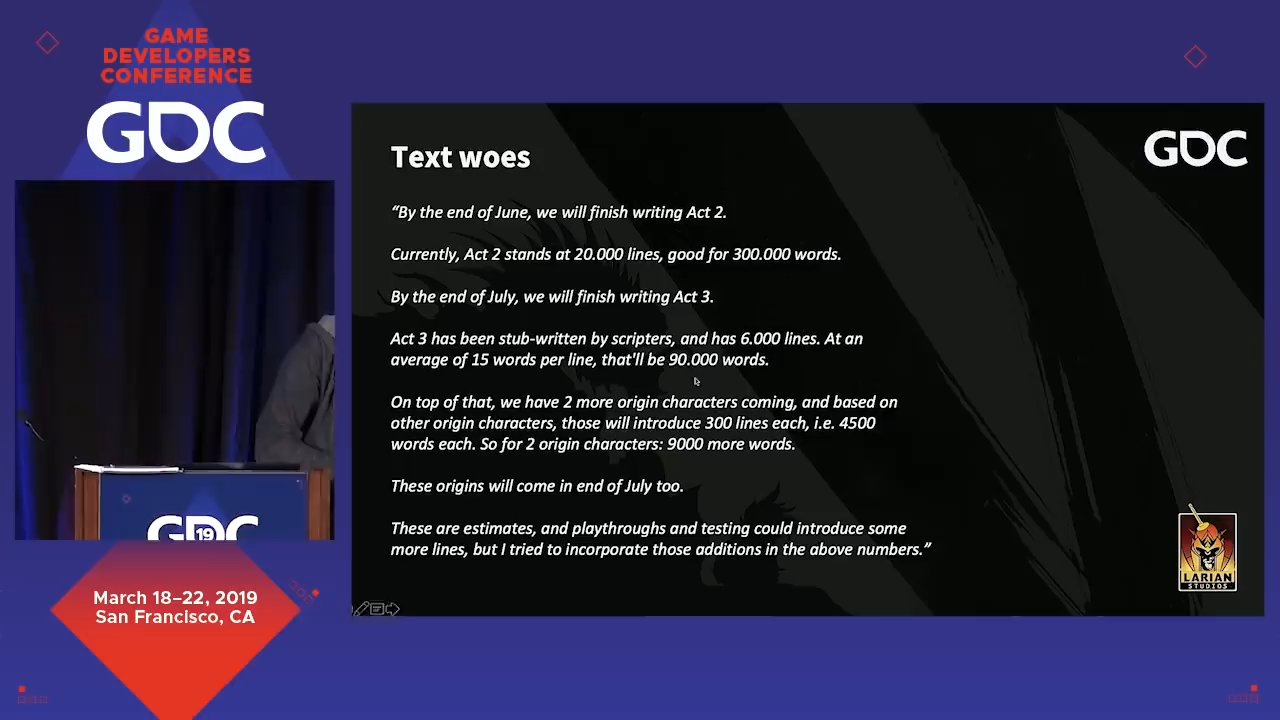 GAME
DEVELOPERS
CONFERENCE
GDC
GDC
19
March 18–22, 2019
San Francisco, CA
GDC
Text woes
“By the end of June, we will finish writing Act 2.
Currently, Act 2 stands at 20.000 lines, good for 300.000 words.
By the end of July, we will finish writing Act 3.
Act 3 has been stub-written by scripters, and has 6.000 lines. At an
average of 15 words per line, that'll be 90.000 words.
On top of that, we have 2 more origin characters coming, and based on
other origin characters, those will introduce 300 lines each, i.e. 4500
words each. So for 2 origin characters: 9000 more words.
These origins will come in end of July too.
These are estimates, and playthroughs and testing could introduce some
more lines, but I tried to incorporate those additions in the above numbers.”
LARIAN
STUDIOS